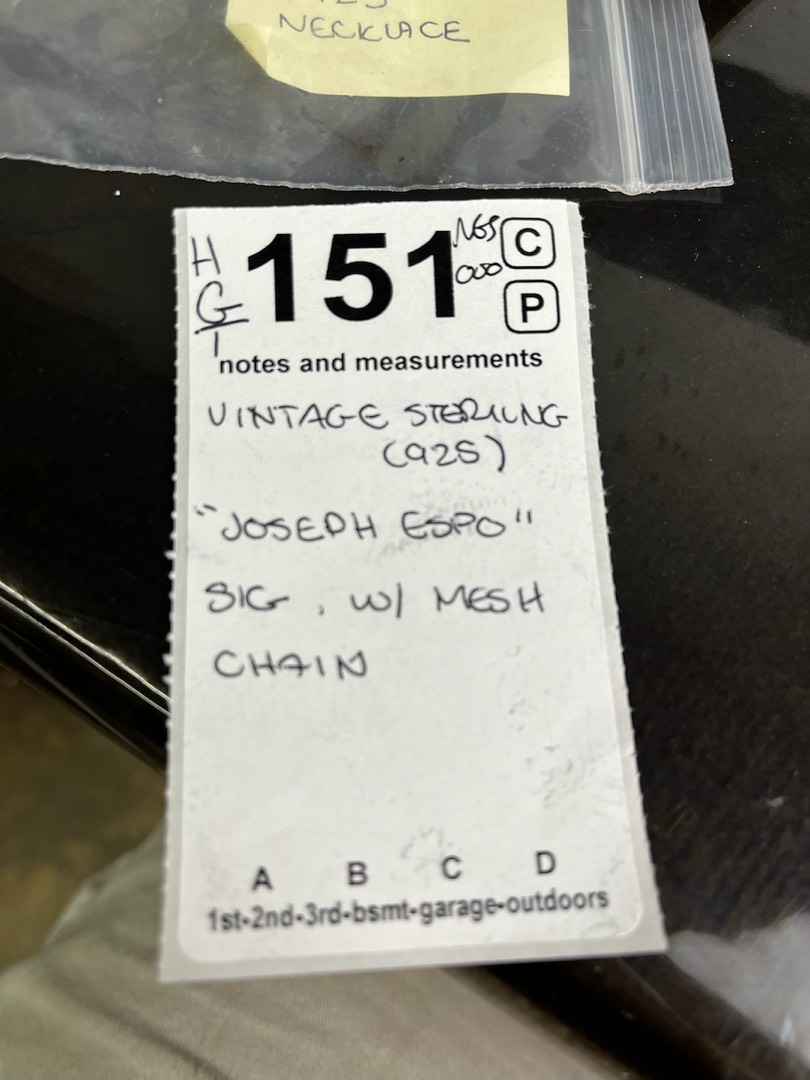 NECKLACE
H 151 C
G P
1
notes and measurements
VINTAGE STERLING
(925)
"JOSEPH ESPO"
SIG, W/ MESH
CHAIN
A B C D
1st-2nd-3rd-bsmt-garage-outdoors